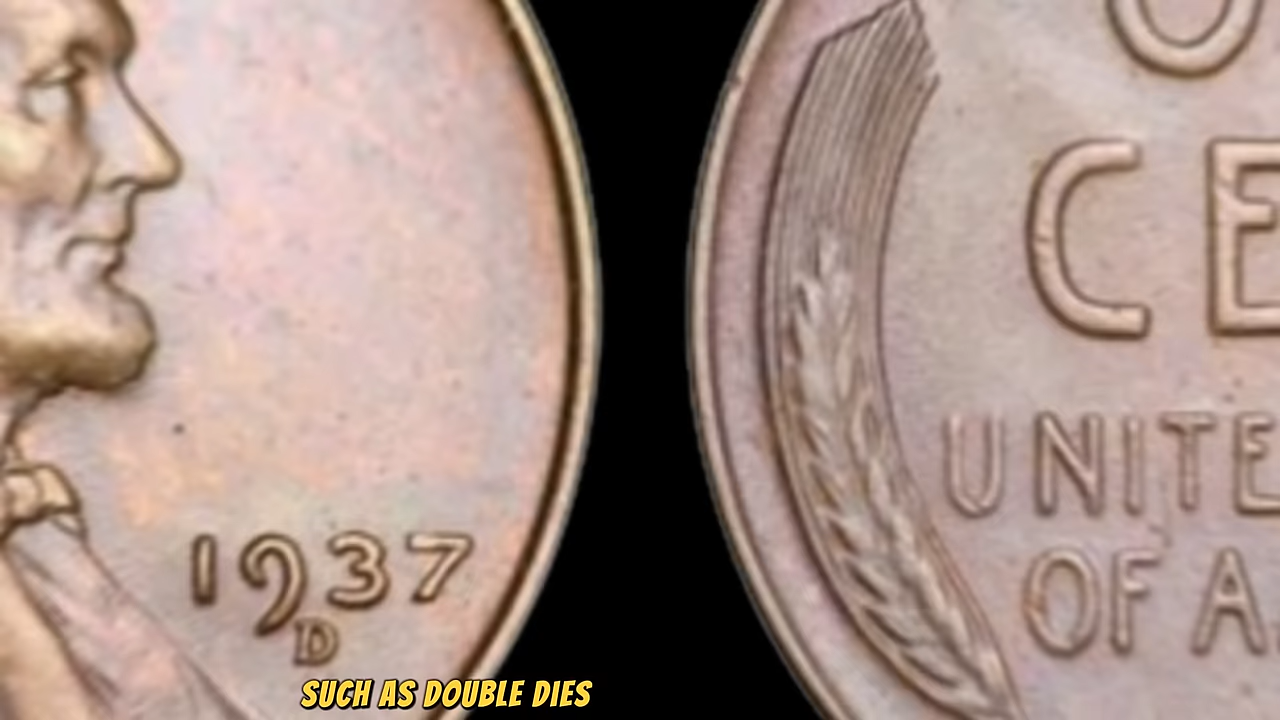 1937
D
CE
UNITE
OF A
SUCH AS DOUBLE DIES